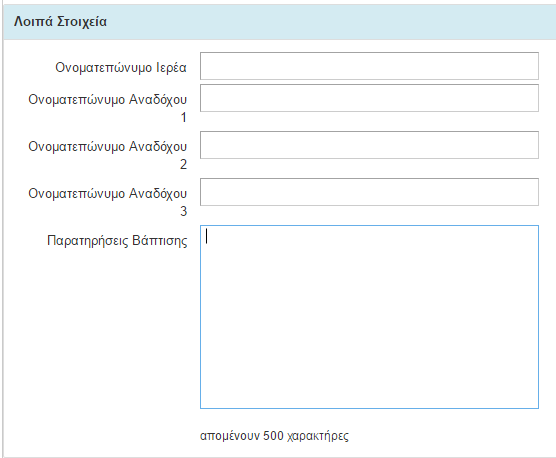 Λοιπά Στοιχεία
Ονοματεπώνυμο Ιερέα
Ονοματεπώνυμο Αναδόχου
1
Ονοματεπώνυμο Αναδόχου
2
Ονοματεπώνυμο Αναδόχου
3
Παρατηρήσεις Βάπτισης
απομένουν 500 χαρακτήρες